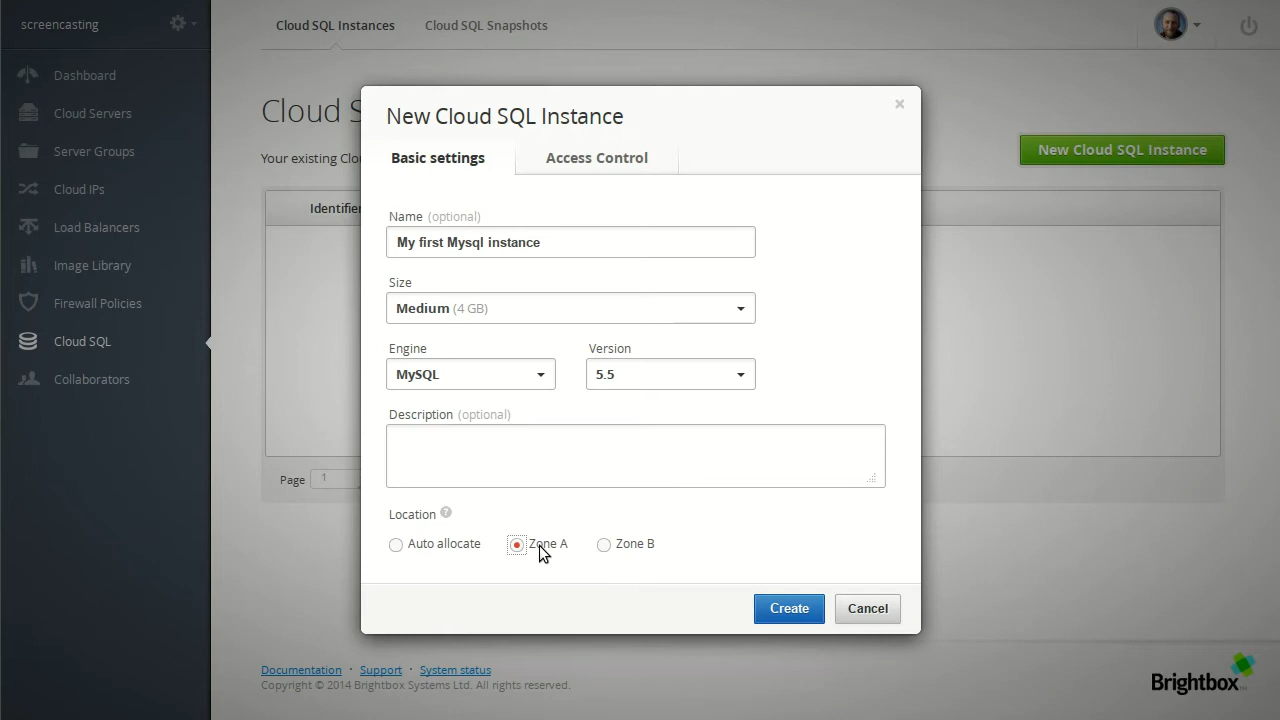 screencasting
Cloud SQL Instances
Cloud SQL Snapshots
Dashboard
Cloud Servers
Server Groups
Cloud IPs
Load Balancers
Image Library
Firewall Policies
Cloud SQL
Collaborators
Cloud S
Your existing Clo
New Cloud SQL Instance
Identifier
Page 1
New Cloud SQL Instance
×
Basic settings
Access Control
Name (optional)
My first Mysql instance
Size
Medium (4 GB)
Engine
Version
MySQL
5.5
Description (optional)
Location ?
Auto allocate
Zone A
Zone B
Create
Cancel
Documentation · Support · System status
Copyright © 2014 Brightbox Systems Ltd. All rights reserved.
Brightbox